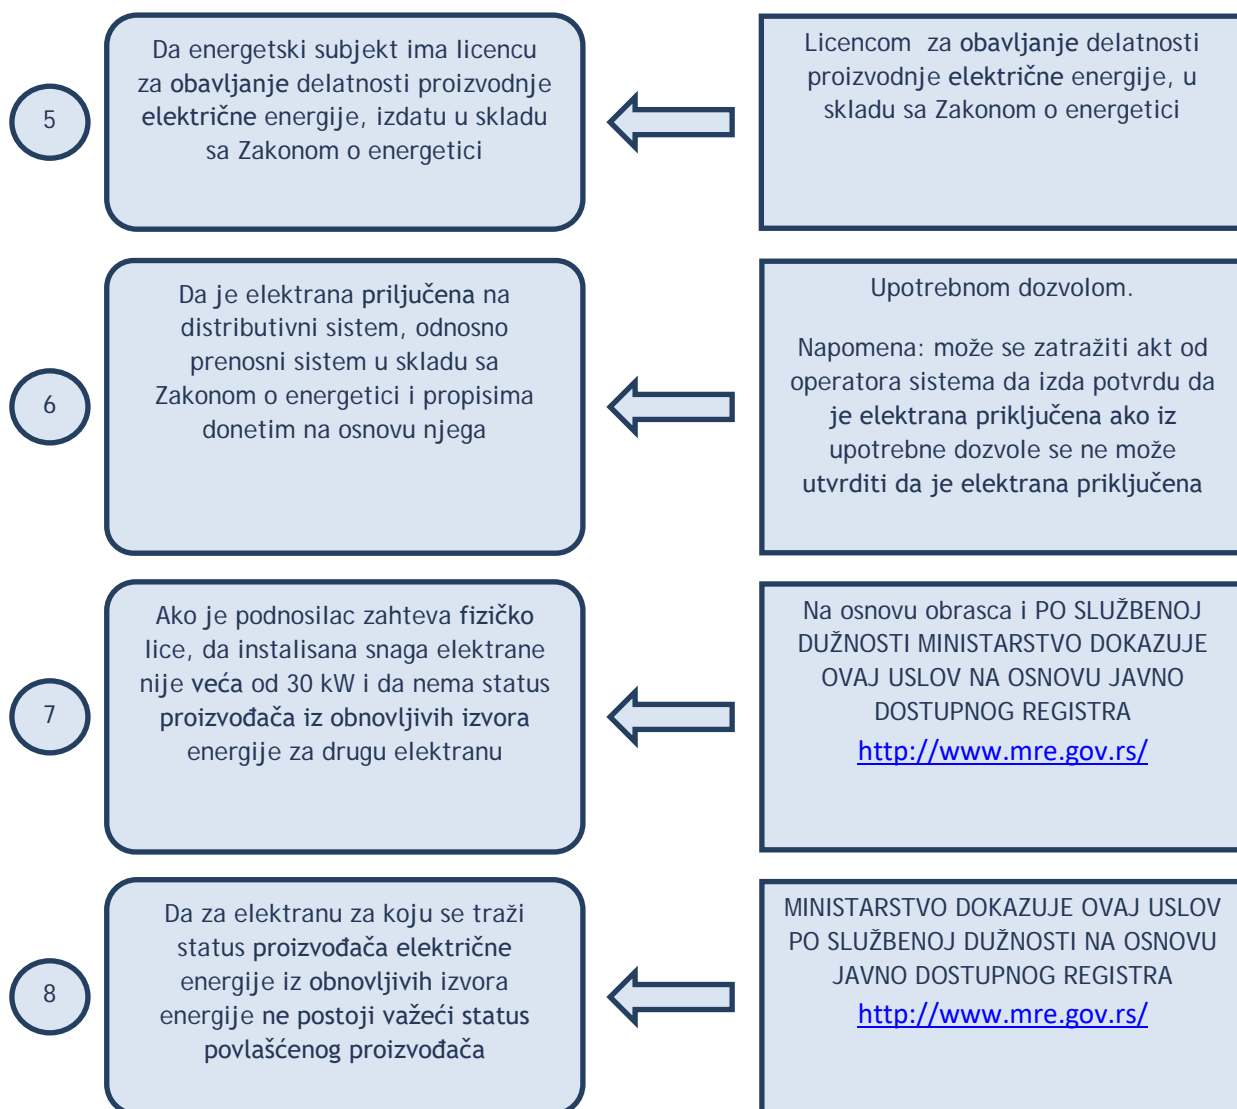 5
Da energetski subjekt ima licencu
za obavljanje delatnosti proizvodnje
električne energije, izdatu u skladu
sa Zakonom o energetici
Licencom za obavljanje delatnosti
proizvodnje električne energije, u
skladu sa Zakonom o energetici
6
Da je elektrana priljučena na
distributivni sistem, odnosno
prenosni sistem u skladu sa
Zakonom o energetici i propisima
donetim na osnovu njega
Upotrebnom dozvolom.
Napomena: može se zatražiti akt od
operatora sistema da izda potvrdu da
je elektrana priključena ako iz
upotrebne dozvole se ne može
utvrditi da je elektrana priključena
7
Ako je podnosilac zahteva fizičko
lice, da instalisana snaga elektrane
nije veća od 30 kW i da nema status
proizvođača iz obnovljivih izvora
energije za drugu elektranu
Na osnovu obrasca i PO SLUŽBENOJ
DUŽNOSTI MINISTARSTVO DOKAZUJE
OVAJ USLOV NA OSNOVU JAVNO
DOSTUPNOG REGISTRA
http://www.mre.gov.rs/
8
Da za elektranu za koju se traži
status proizvođača električne
energije iz obnovljivih izvora
energije ne postoji važeći status
povlašćenog proizvođača
MINISTARSTVO DOKAZUJE OVAJ USLOV
PO SLUŽBENOJ DUŽNOSTI NA OSNOVU
JAVNO DOSTUPNOG REGISTRA
http://www.mre.gov.rs/